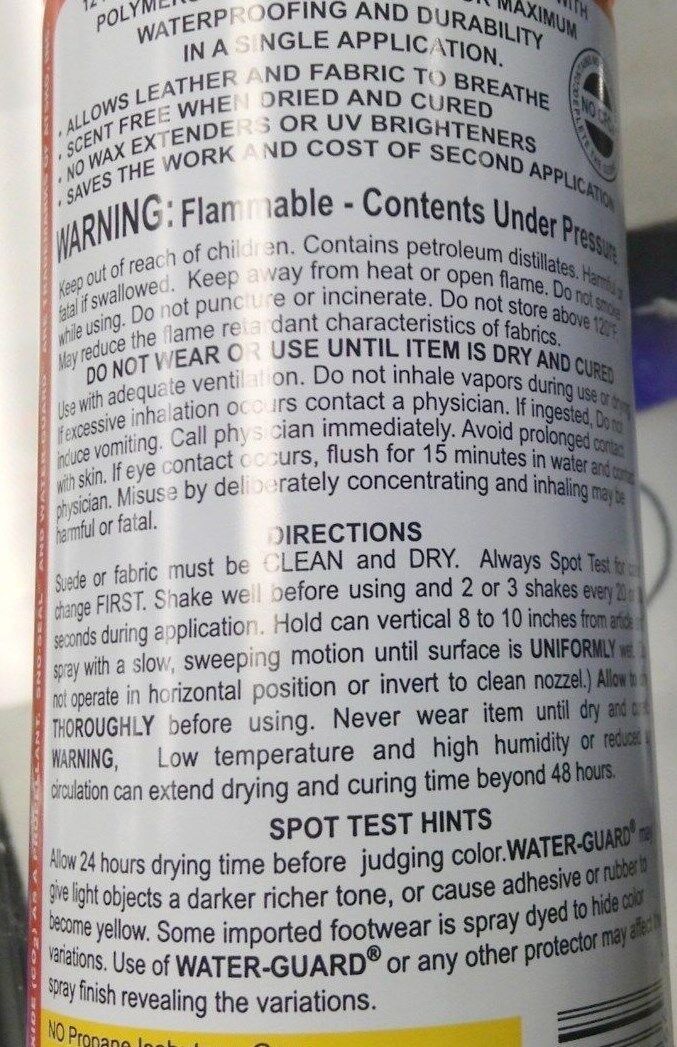 POLYMERS MAXIMUM
WATERPROOFING AND DURABILITY
IN A SINGLE APPLICATION.
• ALLOWS LEATHER AND FABRIC TO BREATHE
• SCENT FREE WHEN DRIED AND CURED
• NO WAX EXTENDERS OR UV BRIGHTENERS
• SAVES THE WORK AND COST OF SECOND APPLICATION
WARNING: Flammable - Contents Under Pressure
Keep out of reach of children. Contains petroleum distillates. Harmful or
fatal if swallowed. Keep away from heat or open flame. Do not smoke
while using. Do not puncture or incinerate. Do not store above 120°F.
May reduce the flame retardant characteristics of fabrics.
DO NOT WEAR OR USE UNTIL ITEM IS DRY AND CURED
Use with adequate ventilation. Do not inhale vapors during use or drying
If excessive inhalation occurs contact a physician. If ingested, Do not
induce vomiting. Call physician immediately. Avoid prolonged contact
with skin. If eye contact occurs, flush for 15 minutes in water and contact
physician. Misuse by deliberately concentrating and inhaling may be
harmful or fatal.
DIRECTIONS
Suede or fabric must be CLEAN and DRY. Always Spot Test for
change FIRST. Shake well before using and 2 or 3 shakes every 20
seconds during application. Hold can vertical 8 to 10 inches from article
spray with a slow, sweeping motion until surface is UNIFORMLY wet.
not operate in horizontal position or invert to clean nozzel.) Allow to dry
THOROUGHLY before using. Never wear item until dry and cured
WARNING, Low temperature and high humidity or reduced
circulation can extend drying and curing time beyond 48 hours.
SPOT TEST HINTS
Allow 24 hours drying time before judging color.WATER-GUARD® may
give light objects a darker richer tone, or cause adhesive or rubber to
become yellow. Some imported footwear is spray dyed to hide color
variations. Use of WATER-GUARD® or any other protector may affect the
spray finish revealing the variations.
NO Propane